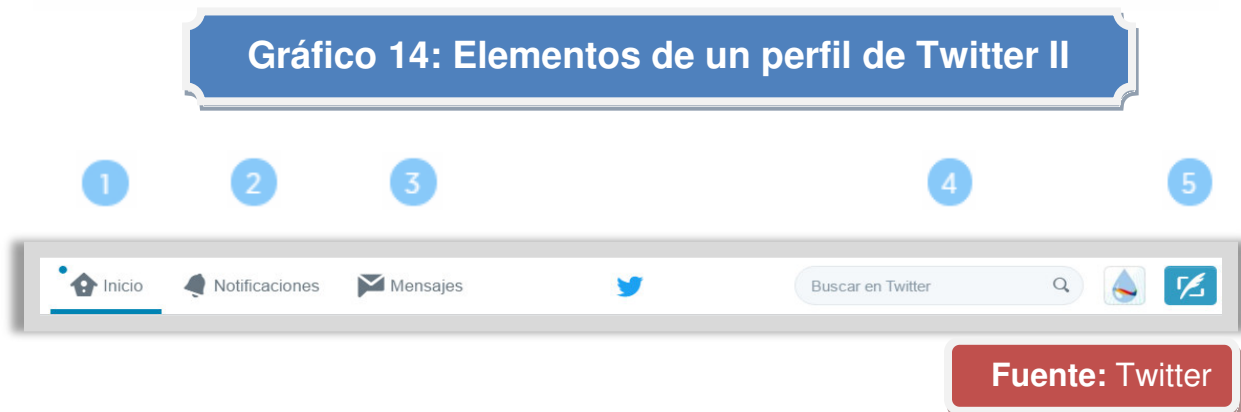 Gráfico 14: Elementos de un perfil de Twitter II
1 2 3 4 5
Inicio Notificaciones Mensajes Buscar en Twitter
Fuente: Twitter